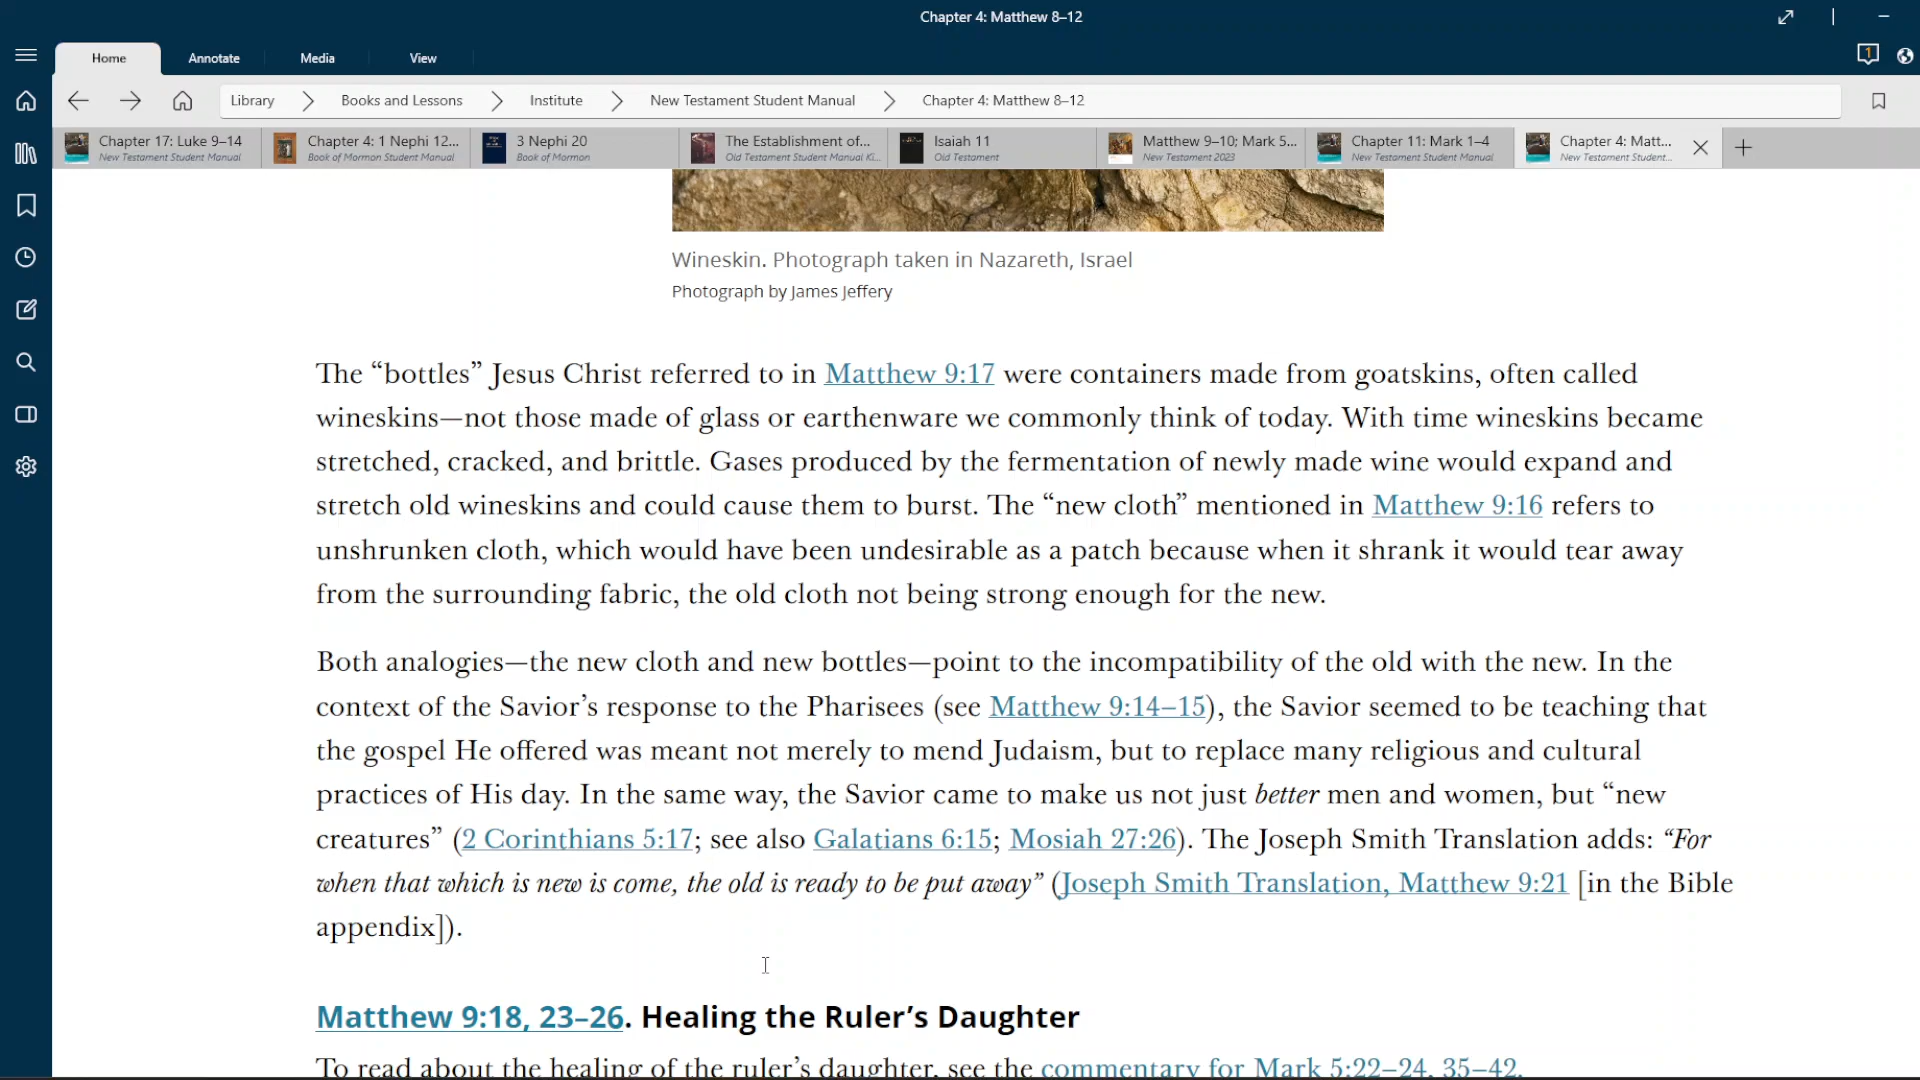 Chapter 4: Matthew 8–12
Home
Annotate
Media
View
1
Library
Books and Lessons
Institute
New Testament Student Manual
Chapter 4: Matthew 8–12
Chapter 17: Luke 9–14
New Testament Student Manual
Chapter 4: 1 Nephi 12...
Book of Mormon Student Manual
3 Nephi 20
Book of Mormon
The Establishment of...
Old Testament Student Manual Ki...
Isaiah 11
Old Testament
Matthew 9–10; Mark 5...
New Testament 2023
Chapter 11: Mark 1–4
New Testament Student Manual
Chapter 4: Matt...
New Testament Student...
Wineskin. Photograph taken in Nazareth, Israel
Photograph by James Jeffery
The “bottles” Jesus Christ referred to in Matthew 9:17 were containers made from goatskins, often called
wineskins—not those made of glass or earthenware we commonly think of today. With time wineskins became
stretched, cracked, and brittle. Gases produced by the fermentation of newly made wine would expand and
stretch old wineskins and could cause them to burst. The “new cloth” mentioned in Matthew 9:16 refers to
unshrunken cloth, which would have been undesirable as a patch because when it shrank it would tear away
from the surrounding fabric, the old cloth not being strong enough for the new.
Both analogies—the new cloth and new bottles—point to the incompatibility of the old with the new. In the
context of the Savior’s response to the Pharisees (see Matthew 9:14–15), the Savior seemed to be teaching that
the gospel He offered was meant not merely to mend Judaism, but to replace many religious and cultural
practices of His day. In the same way, the Savior came to make us not just better men and women, but “new
creatures” (2 Corinthians 5:17; see also Galatians 6:15; Mosiah 27:26). The Joseph Smith Translation adds: “For
when that which is new is come, the old is ready to be put away” (Joseph Smith Translation, Matthew 9:21 [in the Bible
appendix]).
Matthew 9:18, 23–26. Healing the Ruler’s Daughter
To read about the healing of the ruler’s daughter, see the commentary for Mark 5:22–24, 35–42.